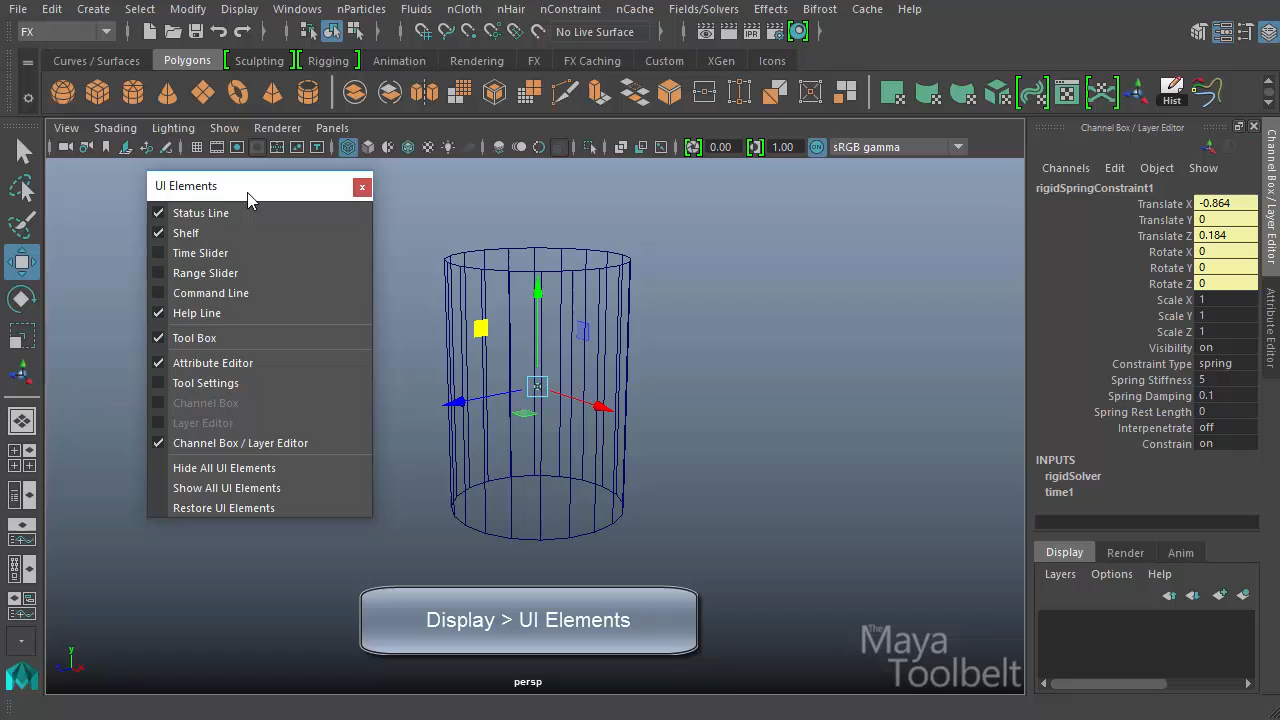 File Edit Create Select Modify Display Windows nParticles Fluids nCloth nHair nConstraint nCache Fields/Solvers Effects Bifrost Cache Help
FX No Live Surface
Curves / Surfaces Polygons Sculpting Rigging Animation Rendering FX FX Caching Custom XGen Icons
IPR Hist
View Shading Lighting Show Renderer Panels
0.00 1.00 ON sRGB gamma
UI Elements x
Status Line
Shelf
Time Slider
Range Slider
Command Line
Help Line
Tool Box
Attribute Editor
Tool Settings
Channel Box
Layer Editor
Channel Box / Layer Editor
Hide All UI Elements
Show All UI Elements
Restore UI Elements
Display > UI Elements
persp
y
The
Maya
Toolbelt
Channel Box / Layer Editor
Channels Edit Object Show
rigidSpringConstraint1
Translate X -0.864
Translate Y 0
Translate Z 0.184
Rotate X 0
Rotate Y 0
Rotate Z 0
Scale X 1
Scale Y 1
Scale Z 1
Visibility on
Constraint Type spring
Spring Stiffness 5
Spring Damping 0.1
Spring Rest Length 0
Interpenetrate off
Constrain on
INPUTS
rigidSolver
time1
Display Render Anim
Layers Options Help
Channel Box / Layer Editor
Attribute Editor